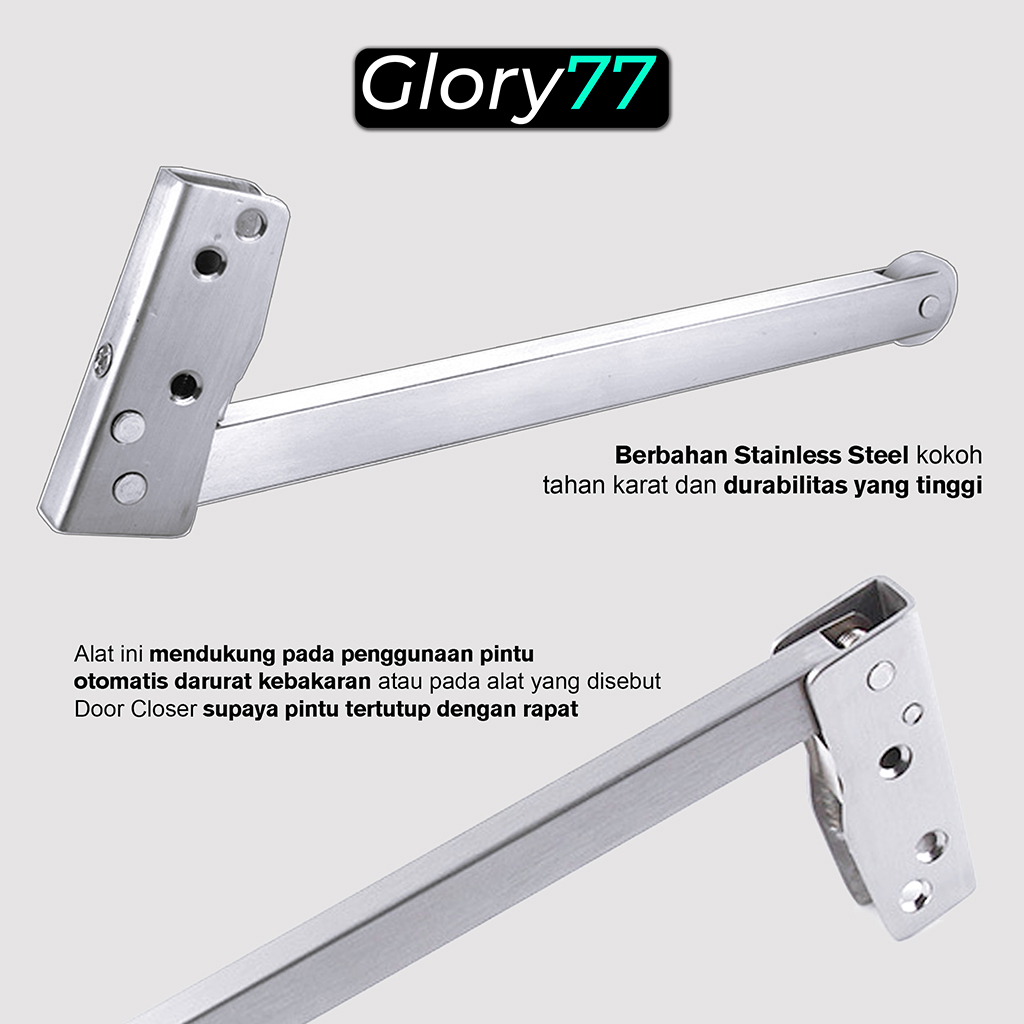 Glory77
Berbahan Stainless Steel kokoh
tahan karat dan durabilitas yang tinggi
Alat ini mendukung pada penggunaan pintu
otomatis darurat kebakaran atau pada alat yang disebut
Door Closer supaya pintu tertutup dengan rapat